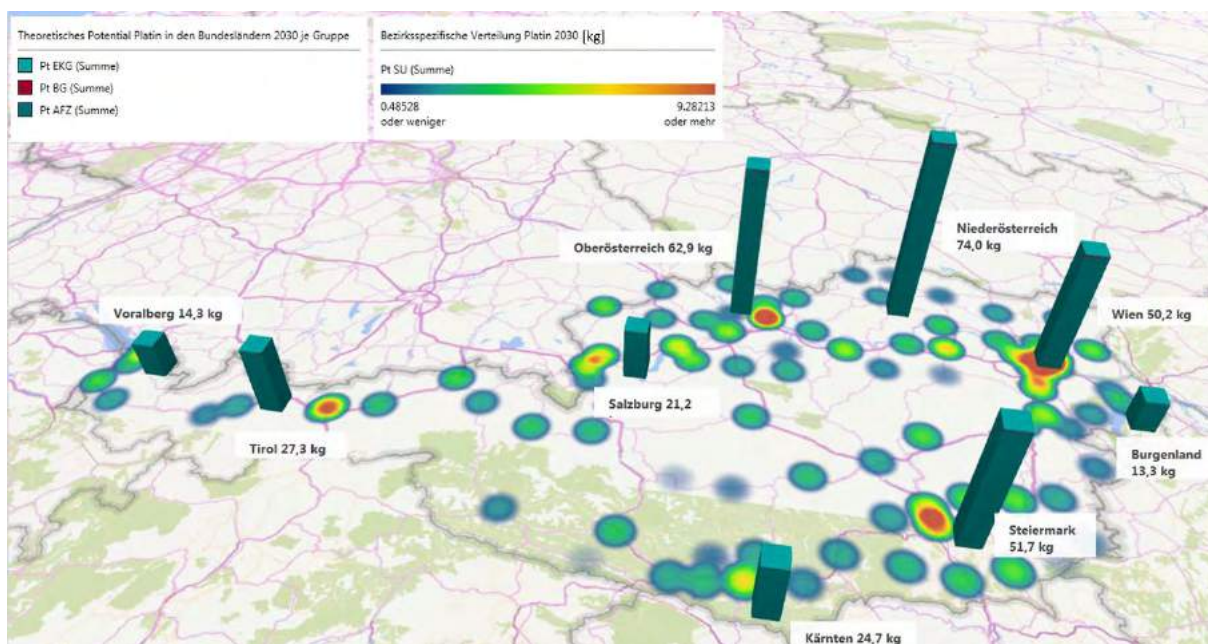 Theoretisches Potential Platin in den Bundesländern 2030 je Gruppe
Pt EKG (Summe)
Pt BG (Summe)
Pt AFZ (Summe)
Bezirksspezifische Verteilung Platin 2030 [kg]
Pt SU (Summe)
0.48528
oder weniger
9.28213
oder mehr
Niederösterreich
74,0 kg
Oberösterreich 62,9 kg
Voralberg 14,3 kg
Wien 50,2 kg
Salzburg 21,2
Tirol 27,3 kg
Burgenland
13,3 kg
Steiermark
51,7 kg
Kärnten 24,7 kg